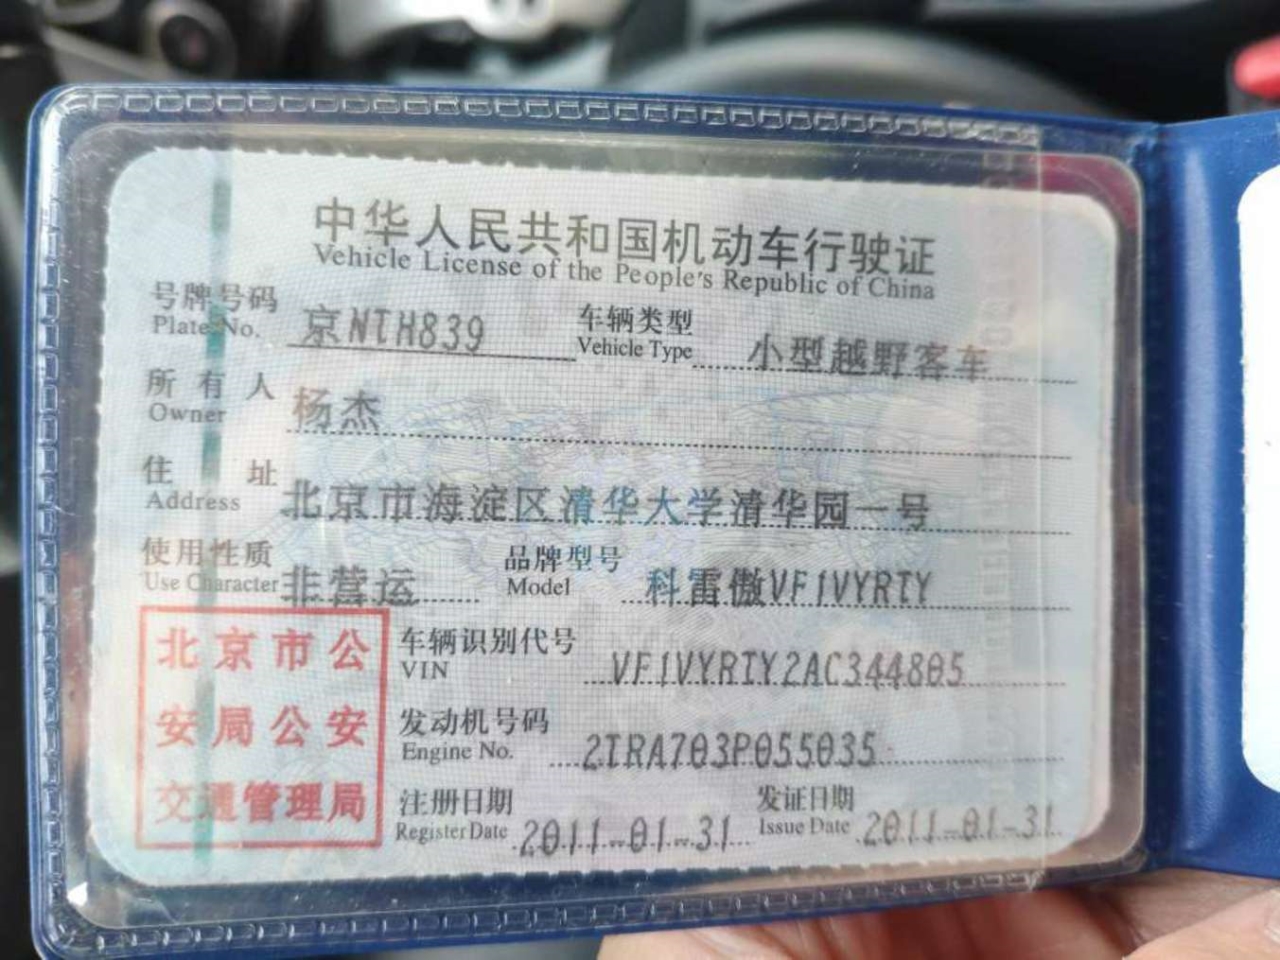 中华人民共和国机动车行驶证
Vehicle License of the People's Republic of China
号牌号码 京NTH839 车辆类型 小型越野客车
Plate No. Vehicle Type
所有人 杨杰
Owner
住址 北京市海淀区清华大学清华园一号
Address
使用性质 非营运 品牌型号 科雷傲VF1VYRTY
Use Character Model
北京市公
安局公安
交通管理局
车辆识别代号 VF1VYRTY2AC344805
VIN
发动机号码 2TRA703P055035
Engine No.
注册日期 2011-01-31 发证日期 2011-01-31
Register Date Issue Date